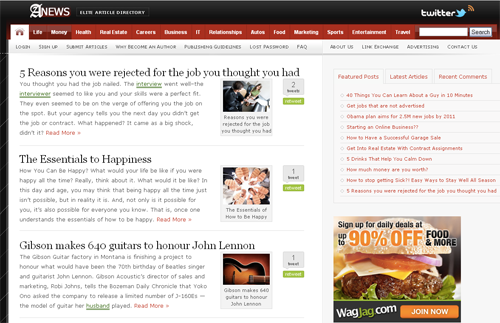 ANEWS ELITE ARTICLE DIRECTORY twitter
Life Money Health Real Estate Careers Business IT Relationships Autos Food Marketing Sports Entertainment Travel Search
LOGIN SIGN UP SUBMIT ARTICLES WHY BECOME AN AUTHOR PUBLISHING GUIDELINES LOST PASSWORD FAQ ABOUT US LINK EXCHANGE ADVERTISING CONTACT US
5 Reasons you were rejected for the job you thought you had
You thought you had the job nailed. The interview went well–the
interviewer seemed to like you and your skills were a perfect fit.
They even seemed to be on the verge of offering you the job
on the spot. But your agency tells you the next day you didn't get
the job or contract. What happened? It came as a big shock,
didn't it? Read More »
Reasons you were
rejected for the job
you thought you had
2
tweets
retweet
The Essentials to Happiness
How You Can Be Happy? What would your life be like if you were
happy all the time? Really, think about it. What would it be like? In
this day and age, you may think that being happy all the time just
isn't possible, but in reality it is. And, not only is it possible for
you, it's also possible for everyone you know. That is, once one
understands the essentials of how to be happy. Read More »
The Essentials of
How to Be Happy
1
tweet
retweet
Gibson makes 640 guitars to honour John Lennon
The Gibson Guitar factory in Montana is finishing a project to
honour what would have been the 70th birthday of Beatles singer
and guitarist John Lennon. Gibson Acoustic's director of sales and
marketing, Robi Johns, tells the Bozeman Daily Chronicle that Yoko
Ono asked the company to release a limited number of J-160Es —
the model of guitar her husband played. Read More »
Gibson makes 640
guitars to honour
John Lennon
1
tweet
retweet
Featured Posts Latest Articles Recent Comments
40 Things You Can Learn About a Guy in 10 Minutes
Get jobs that are not advertized
Obama plan aims for 2.5M new jobs by 2011
Starting an Online Business??
How to Have a Successful Garage Sale
Get Into Real Estate With Contract Assignments
5 Drinks That Help You Calm Down
How much money are you worth?
How to stop getting Sick?! Easy Ways to Stay Well All Season
5 Reasons you were rejected for the job you thought you had
Sign up for daily deals at
up to 90% OFF FOOD & MORE
WagJag.com JOIN NOW